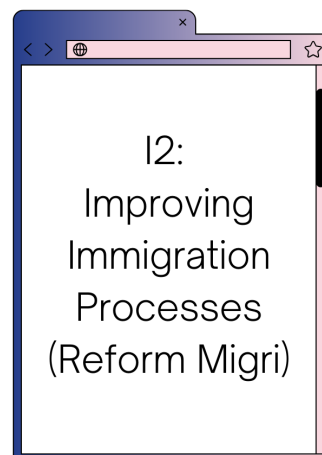 I2:
Improving
Immigration
Processes
(Reform Migri)